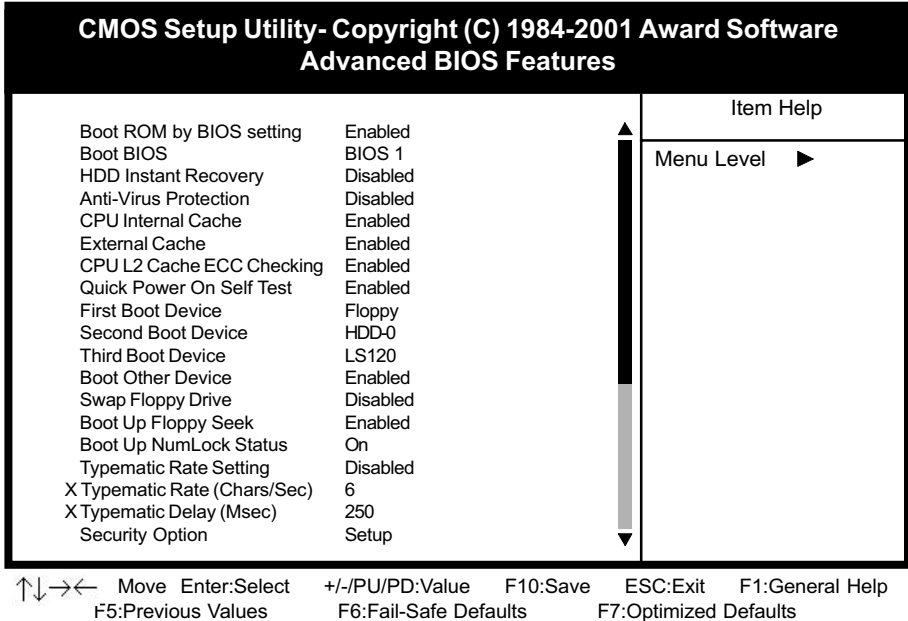 CMOS Setup Utility- Copyright (C) 1984-2001 Award Software
Advanced BIOS Features
Item Help
Boot ROM by BIOS setting Enabled
Boot BIOS BIOS 1
Menu Level ▶
HDD Instant Recovery Disabled
Anti-Virus Protection Disabled
CPU Internal Cache Enabled
External Cache Enabled
CPU L2 Cache ECC Checking Enabled
Quick Power On Self Test Enabled
First Boot Device Floppy
Second Boot Device HDD-0
Third Boot Device LS120
Boot Other Device Enabled
Swap Floppy Drive Disabled
Boot Up Floppy Seek Enabled
Boot Up NumLock Status On
Typematic Rate Setting Disabled
X Typematic Rate (Chars/Sec) 6
X Typematic Delay (Msec) 250
Security Option Setup
↑↓→← Move Enter:Select +/-/PU/PD:Value F10:Save ESC:Exit F1:General Help
F5:Previous Values F6:Fail-Safe Defaults F7:Optimized Defaults